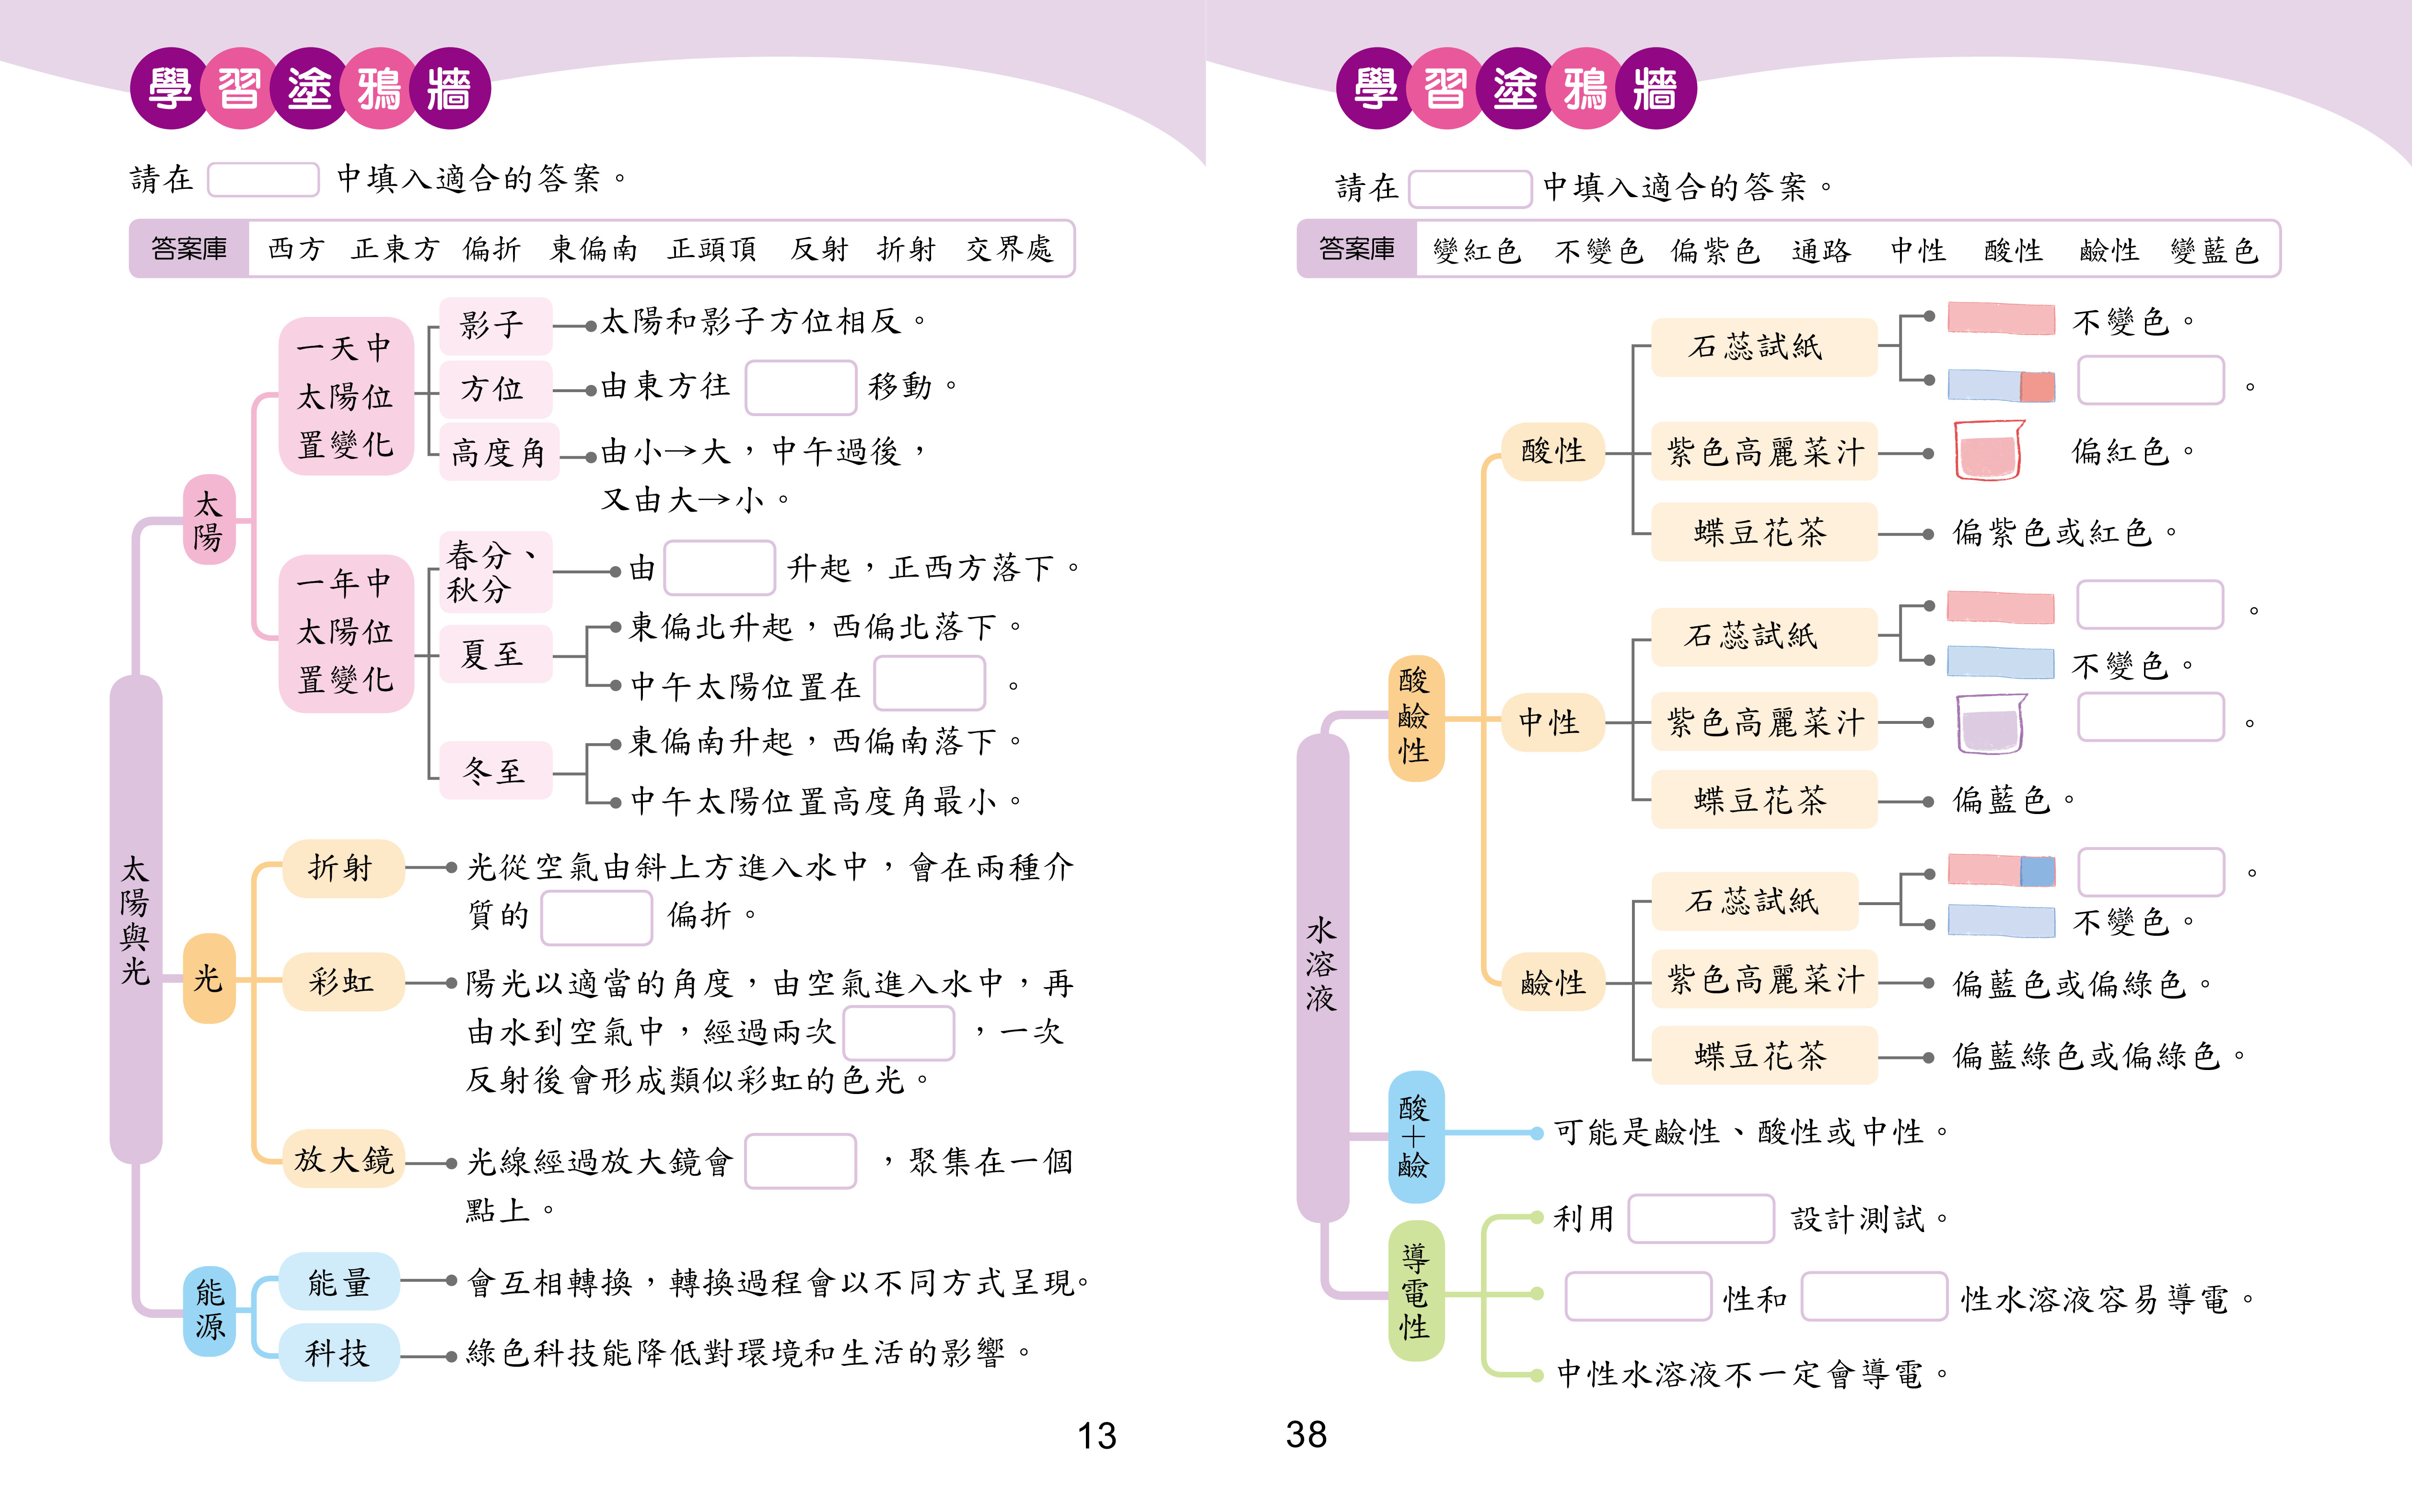 學習塗鴉牆
請在 中填入適合的答案。
答案庫 西方 正東方 偏折 東偏南 正頭頂 反射 折射 交界處
太陽與光
太陽
一天中
太陽位
置變化
影子
太陽和影子方位相反。
方位
由東方往 移動。
高度角
由小→大,中午過後,
又由大→小。
一年中
太陽位
置變化
春分、
秋分
由 升起,正西方落下。
夏至
東偏北升起,西偏北落下。
中午太陽位置在 。
冬至
東偏南升起,西偏南落下。
中午太陽位置高度角最小。
光
折射
光從空氣由斜上方進入水中,會在兩種介
質的 偏折。
彩虹
陽光以適當的角度,由空氣進入水中,再
由水到空氣中,經過兩次 ,一次
反射後會形成類似彩虹的色光。
放大鏡
光線經過放大鏡會 ,聚集在一個
點上。
能源
能量
會互相轉換,轉換過程會以不同方式呈現。
科技
綠色科技能降低對環境和生活的影響。
13
學習塗鴉牆
請在 中填入適合的答案。
答案庫 變紅色 不變色 偏紫色 通路 中性 酸性 鹼性 變藍色
水溶液
酸鹼性
酸性
石蕊試紙
不變色。
。
紫色高麗菜汁
偏紅色。
蝶豆花茶
偏紫色或紅色。
中性
石蕊試紙
。
不變色。
紫色高麗菜汁
。
蝶豆花茶
偏藍色。
鹼性
石蕊試紙
。
不變色。
紫色高麗菜汁
偏藍色或偏綠色。
蝶豆花茶
偏藍綠色或偏綠色。
酸+鹼
可能是鹼性、酸性或中性。
導電性
利用 設計測試。
性和 性水溶液容易導電。
中性水溶液不一定會導電。
38